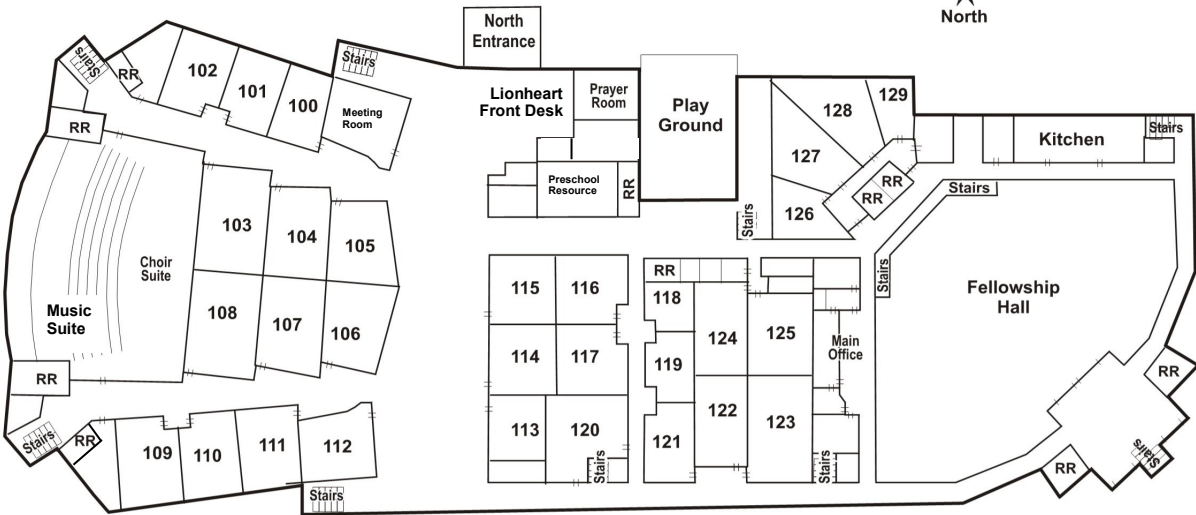 North
North
Entrance
Stairs
Stairs
RR
102
101
100
Meeting
Room
Lionheart
Front Desk
Prayer
Room
Play
Ground
128
129
Kitchen
Stairs
RR
127
RR
RR
Stairs
Preschool
Resource
RR
126
Stairs
103
104
105
Choir
Suite
Music
Suite
108
107
106
115
116
RR
118
124
125
Stairs
Fellowship
Hall
114
117
119
Main
Office
RR
RR
113
120
121
122
123
Stairs
RR
109
110
111
112
Stairs
Stairs
Stairs
RR
Stairs